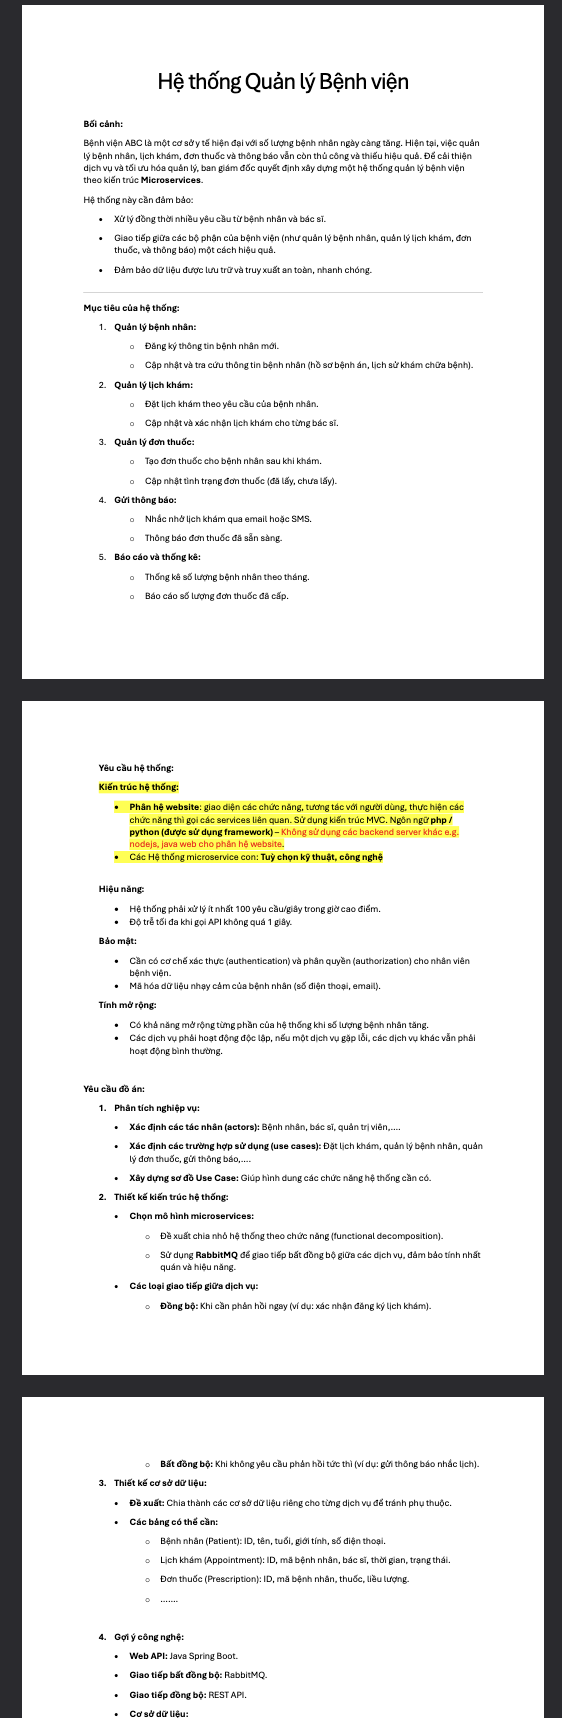 Hệ thống Quản lý Bệnh viện
Bối cảnh:
Bệnh viện ABC là một cơ sở y tế hiện đại với số lượng bệnh nhân ngày càng tăng. Hiện tại, việc quản
lý bệnh nhân, lịch khám, đơn thuốc và thông báo vẫn còn thủ công và thiếu hiệu quả. Để cải thiện
dịch vụ và tối ưu hóa quản lý, ban giám đốc quyết định xây dựng một hệ thống quản lý bệnh viện
theo kiến trúc Microservices.
Hệ thống này cần đảm bảo:
• Xử lý đồng thời nhiều yêu cầu từ bệnh nhân và bác sĩ.
• Giao tiếp giữa các bộ phận của bệnh viện (như quản lý bệnh nhân, quản lý lịch khám, đơn
thuốc, và thông báo) một cách hiệu quả.
• Đảm bảo dữ liệu được lưu trữ và truy xuất an toàn, nhanh chóng.
Mục tiêu của hệ thống:
1. Quản lý bệnh nhân:
○ Đăng ký thông tin bệnh nhân mới.
○ Cập nhật và tra cứu thông tin bệnh nhân (hồ sơ bệnh án, lịch sử khám chữa bệnh).
2. Quản lý lịch khám:
○ Đặt lịch khám theo yêu cầu của bệnh nhân.
○ Cập nhật và xác nhận lịch khám cho từng bác sĩ.
3. Quản lý đơn thuốc:
○ Tạo đơn thuốc cho bệnh nhân sau khi khám.
○ Cập nhật tình trạng đơn thuốc (đã lấy, chưa lấy).
4. Gửi thông báo:
○ Nhắc nhở lịch khám qua email hoặc SMS.
○ Thông báo đơn thuốc đã sẵn sàng.
5. Báo cáo và thống kê:
○ Thống kê số lượng bệnh nhân theo tháng.
○ Báo cáo số lượng đơn thuốc đã cấp.
Yêu cầu hệ thống:
Kiến trúc hệ thống:
• Phân hệ website: giao diện các chức năng, tương tác với người dùng, thực hiện các
chức năng thì gọi các services liên quan. Sử dụng kiến trúc MVC. Ngôn ngữ php /
python (được sử dụng framework) – Không sử dụng các backend server khác e.g.
nodejs, java web cho phân hệ website.
• Các Hệ thống microservice con: Tuỳ chọn kỹ thuật, công nghệ
Hiệu năng:
• Hệ thống phải xử lý ít nhất 100 yêu cầu/giây trong giờ cao điểm.
• Độ trễ tối đa khi gọi API không quá 1 giây.
Bảo mật:
• Cần có cơ chế xác thực (authentication) và phân quyền (authorization) cho nhân viên
bệnh viện.
• Mã hóa dữ liệu nhạy cảm của bệnh nhân (số điện thoại, email).
Tính mở rộng:
• Có khả năng mở rộng từng phần của hệ thống khi số lượng bệnh nhân tăng.
• Các dịch vụ phải hoạt động độc lập, nếu một dịch vụ gặp lỗi, các dịch vụ khác vẫn phải
hoạt động bình thường.
Yêu cầu đồ án:
1. Phân tích nghiệp vụ:
• Xác định các tác nhân (actors): Bệnh nhân, bác sĩ, quản trị viên,....
• Xác định các trường hợp sử dụng (use cases): Đặt lịch khám, quản lý bệnh nhân, quản
lý đơn thuốc, gửi thông báo,....
• Xây dựng sơ đồ Use Case: Giúp hình dung các chức năng hệ thống cần có.
2. Thiết kế kiến trúc hệ thống:
• Chọn mô hình microservices:
○ Đề xuất chia nhỏ hệ thống theo chức năng (functional decomposition).
○ Sử dụng RabbitMQ để giao tiếp bất đồng bộ giữa các dịch vụ, đảm bảo tính nhất
quán và hiệu năng.
• Các loại giao tiếp giữa dịch vụ:
○ Đồng bộ: Khi cần phản hồi ngay (ví dụ: xác nhận đăng ký lịch khám).
○ Bất đồng bộ: Khi không yêu cầu phản hồi tức thì (ví dụ: gửi thông báo nhắc lịch).
3. Thiết kế cơ sở dữ liệu:
• Đề xuất: Chia thành các cơ sở dữ liệu riêng cho từng dịch vụ để tránh phụ thuộc.
• Các bảng có thể cần:
○ Bệnh nhân (Patient): ID, tên, tuổi, giới tính, số điện thoại.
○ Lịch khám (Appointment): ID, mã bệnh nhân, bác sĩ, thời gian, trạng thái.
○ Đơn thuốc (Prescription): ID, mã bệnh nhân, thuốc, liều lượng.
○ .......
4. Gợi ý công nghệ:
• Web API: Java Spring Boot.
• Giao tiếp bất đồng bộ: RabbitMQ.
• Giao tiếp đồng bộ: REST API.
• Cơ sở dữ liệu: